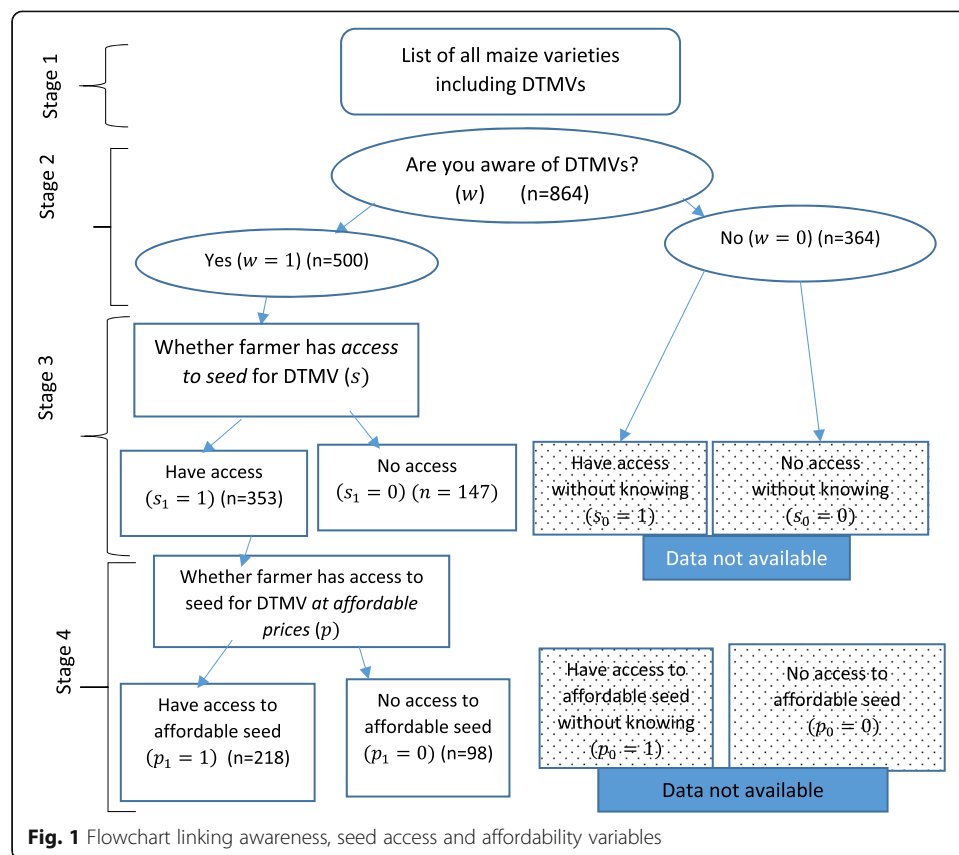 Stage 1
List of all maize varieties
including DTMVs
Stage 2
Are you aware of DTMVs?
(w) (n=864)
Yes (w = 1) (n=500)
No (w = 0) (n=364)
Stage 3
Whether farmer has access
to seed for DTMV (s)
Have access
(s₁ = 1) (n=353)
No access
(s₁ = 0) (n = 147)
Have access
without knowing
(s₀ = 1)
No access
without knowing
(s₀ = 0)
Data not available
Stage 4
Whether farmer has access to
seed for DTMV at affordable
prices (p)
Have access to
affordable seed
(p₁ = 1) (n=218)
No access to
affordable seed
(p₁ = 0) (n=98)
Have access to
affordable seed
without knowing
(p₀ = 1)
No access to
affordable seed
(p₀ = 0)
Data not available
Fig. 1 Flowchart linking awareness, seed access and affordability variables